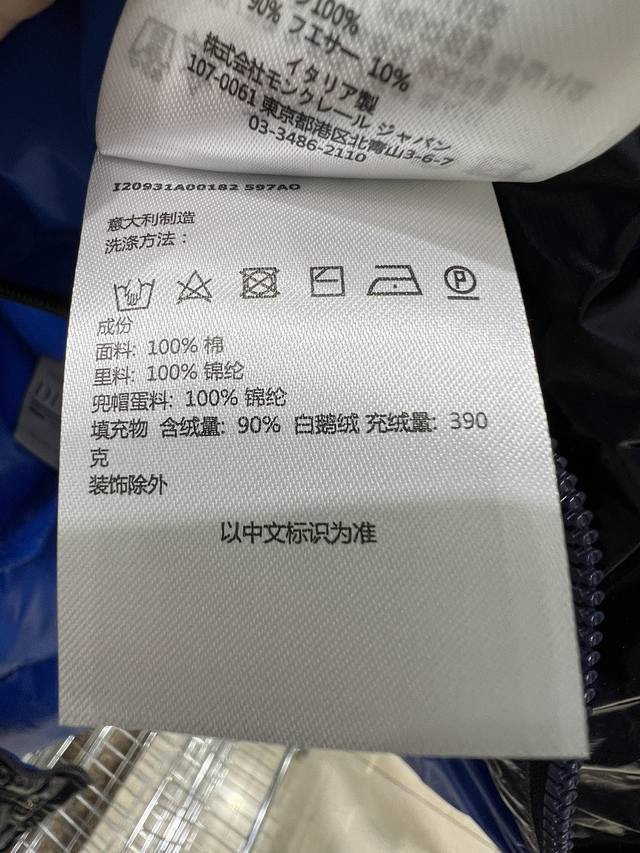 100%
90% フェザー 10%
イタリア製
株式会社モンクレール ジャパン
107-0061 東京都港区北青山3-6-7
03-3486-2110
I20931A00182 597AO
意大利制造
洗涤方法：
成份
面料: 100% 棉
里料: 100% 锦纶
兜帽蛋料: 100% 锦纶
填充物 含绒量: 90% 白鹅绒 充绒量: 390
克
装饰除外
以中文标识为准